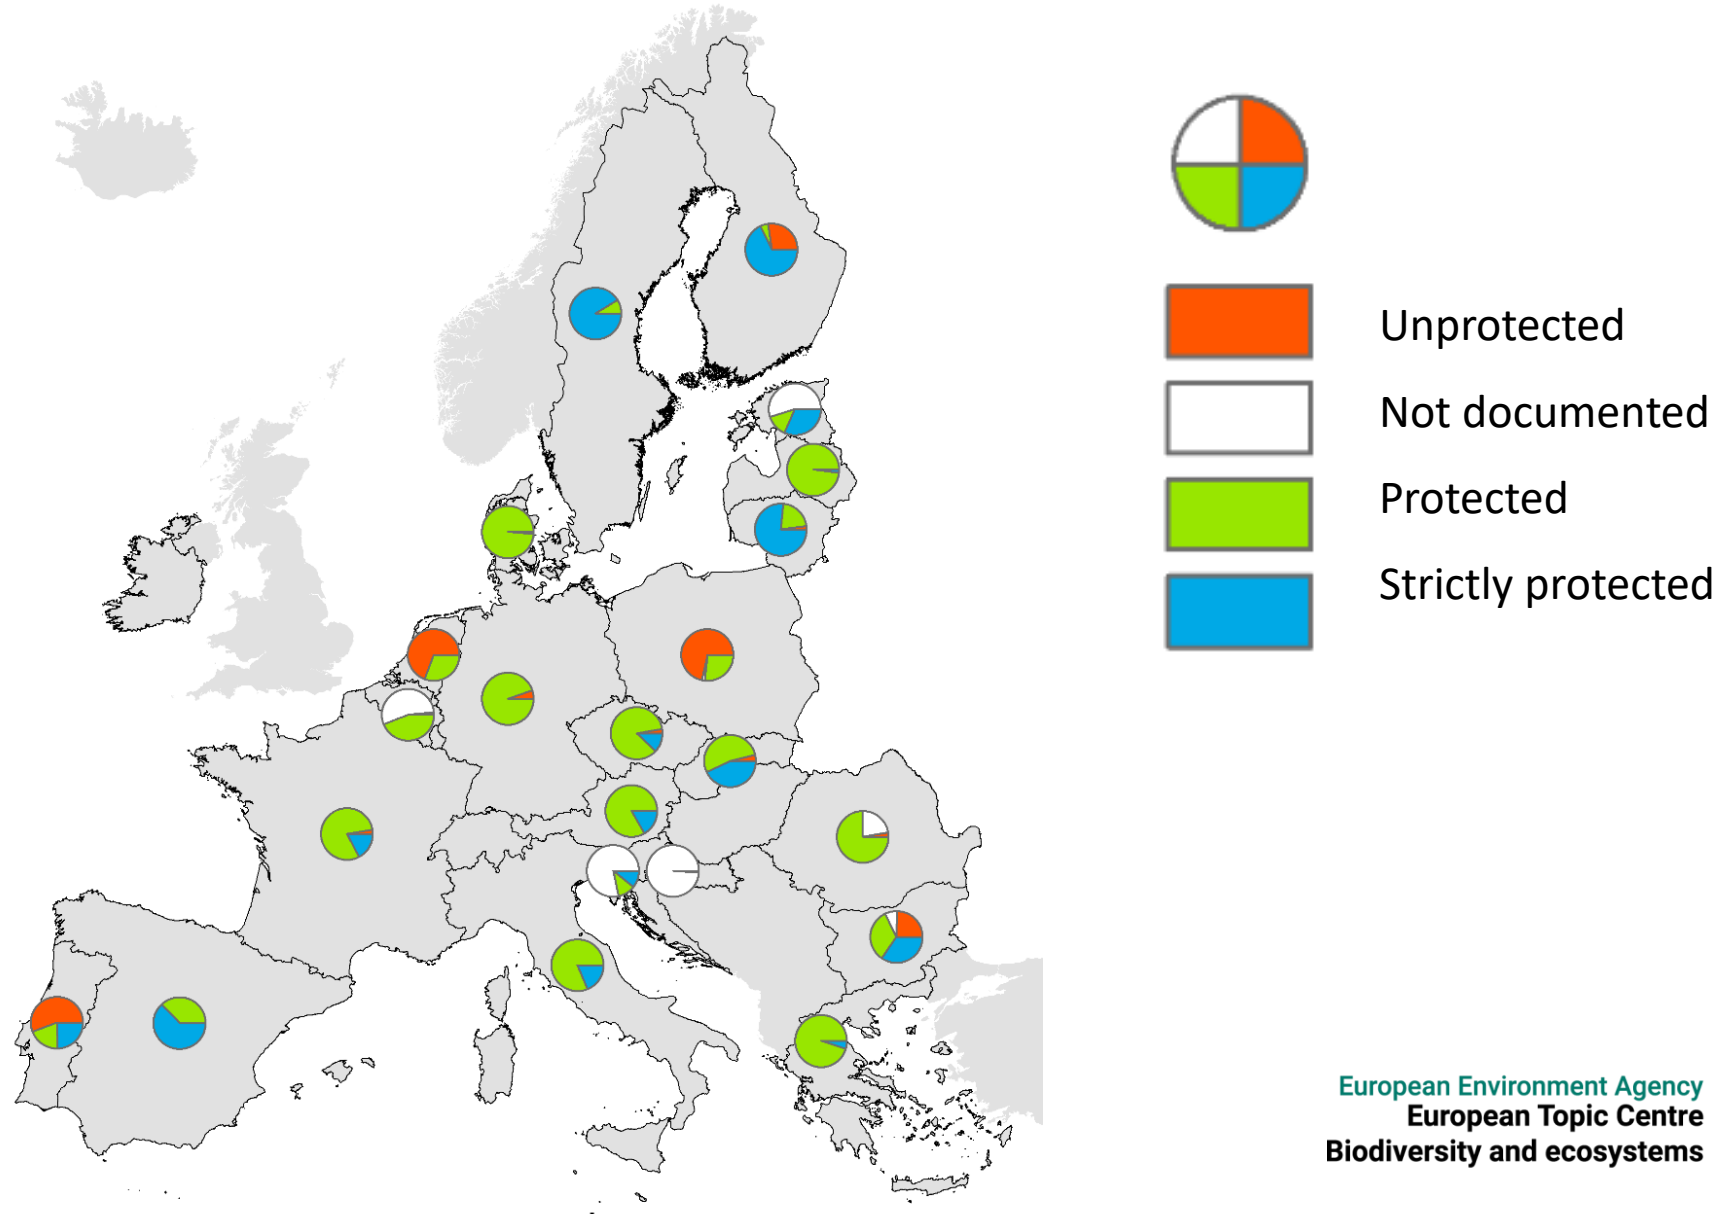 Unprotected
Not documented
Protected
Strictly protected
European Environment Agency
European Topic Centre
Biodiversity and ecosystems